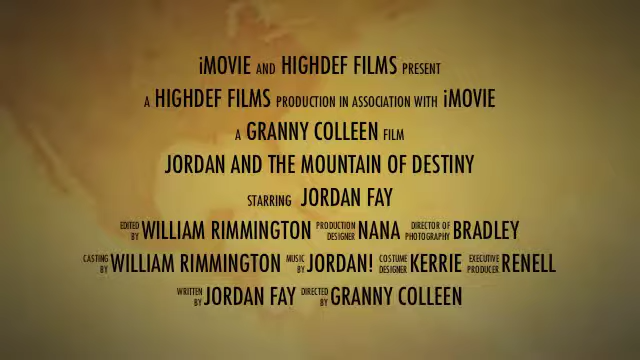 iMOVIE AND HIGHDEF FILMS PRESENT
A HIGHDEF FILMS PRODUCTION IN ASSOCIATION WITH iMOVIE
A GRANNY COLLEEN FILM
JORDAN AND THE MOUNTAIN OF DESTINY
STARRING JORDAN FAY
EDITED BY WILLIAM RIMMINGTON PRODUCTION DESIGNER NANA DIRECTOR OF PHOTOGRAPHY BRADLEY
CASTING BY WILLIAM RIMMINGTON MUSIC BY JORDAN! COSTUME DESIGNER KERRIE EXECUTIVE PRODUCER RENELL
WRITTEN BY JORDAN FAY DIRECTED BY GRANNY COLLEEN